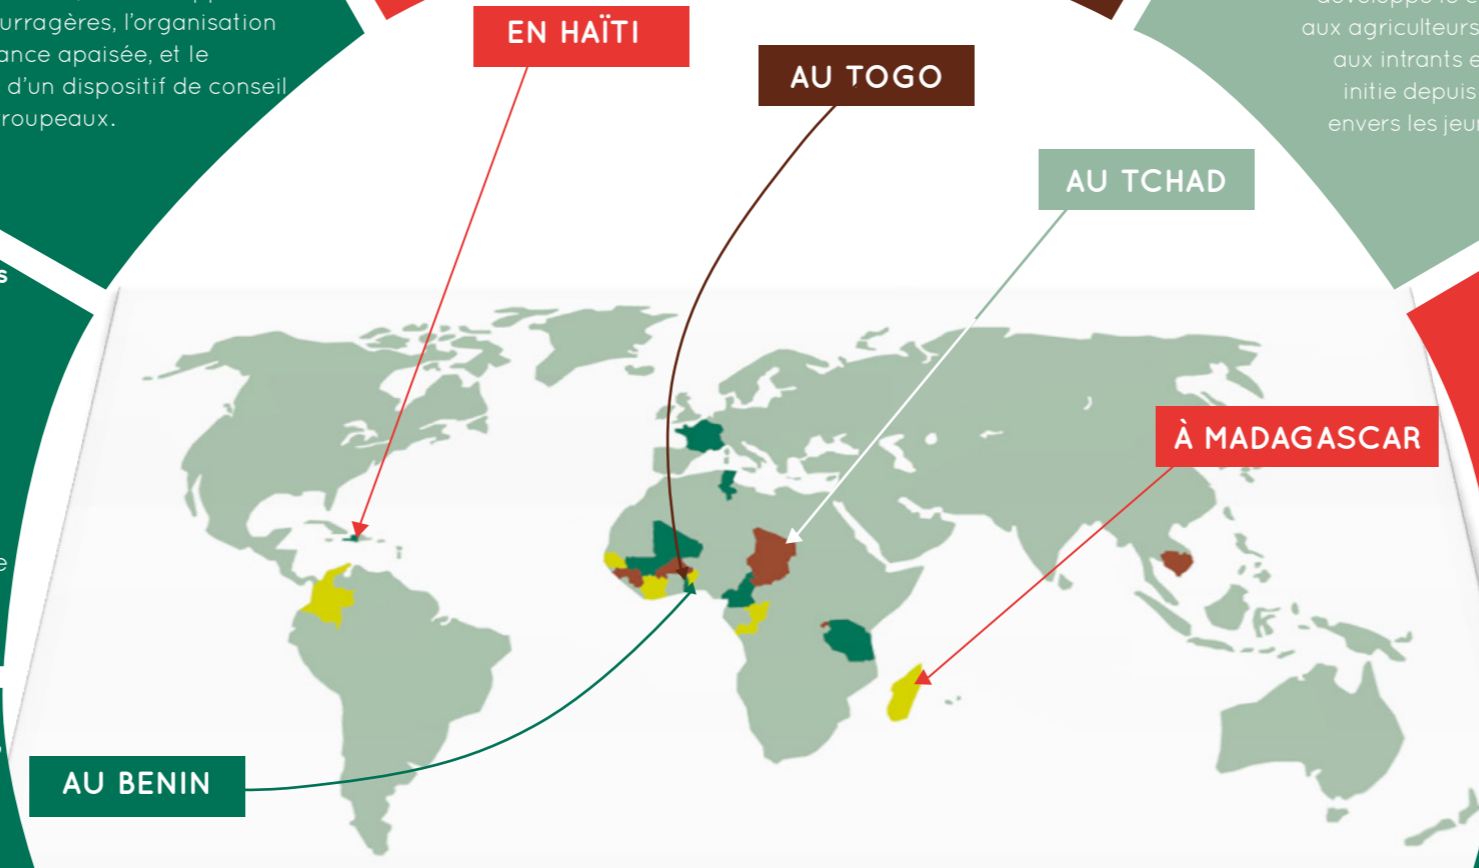 urragères, l'organisation
ance apaisée, et le
d'un dispositif de conseil
roupeaux.
EN HAÏTI
AU TOGO
aux agriculteurs
aux intrants e
initie depuis
envers les jeu
AU TCHAD
s
À MADAGASCAR
e
AU BENIN